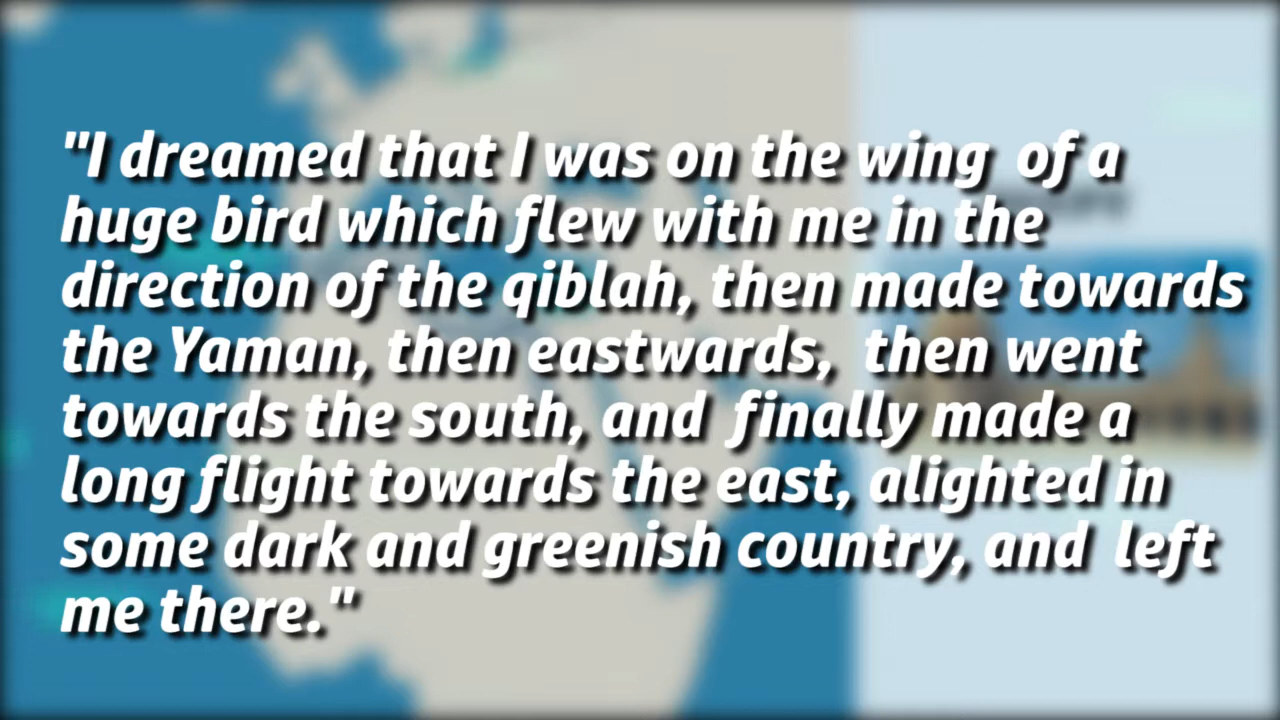 "I dreamed that I was on the wing of a
huge bird which flew with me in the
direction of the qiblah, then made towards
the Yaman, then eastwards, then went
towards the south, and finally made a
long flight towards the east, alighted in
some dark and greenish country, and left
me there."